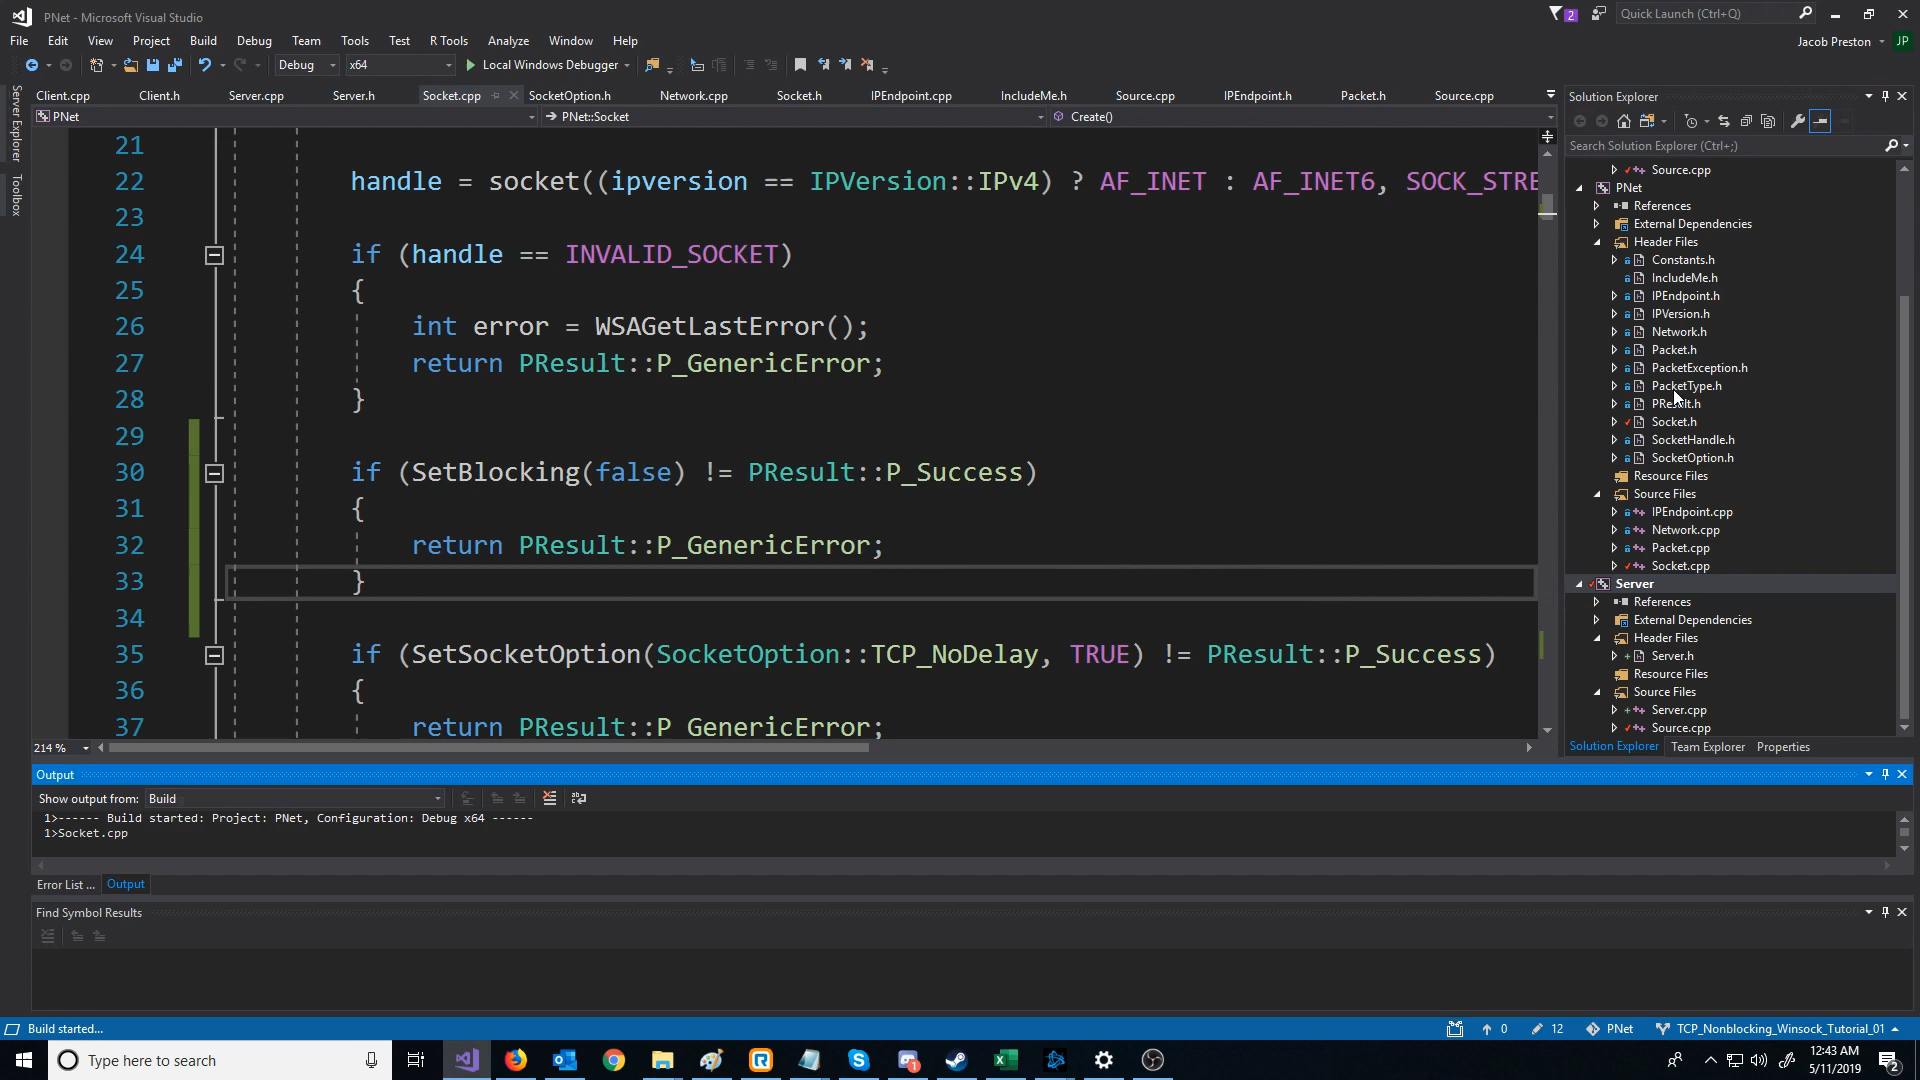 PNet - Microsoft Visual Studio
2
Quick Launch (Ctrl+Q)
File Edit View Project Build Debug Team Tools Test R Tools Analyze Window Help
Jacob Preston JP
Debug x64 Local Windows Debugger
Server Explorer
Toolbox
Client.cpp Client.h Server.cpp Server.h Socket.cpp SocketOption.h Network.cpp Socket.h IPEndpoint.cpp IncludeMe.h Source.cpp IPEndpoint.h Packet.h Source.cpp
PNet PNet::Socket Create()
21
22 handle = socket((ipversion == IPVersion::IPv4) ? AF_INET : AF_INET6, SOCK_STRE
23
24 if (handle == INVALID_SOCKET)
25 {
26 int error = WSAGetLastError();
27 return PResult::P_GenericError;
28 }
29
30 if (SetBlocking(false) != PResult::P_Success)
31 {
32 return PResult::P_GenericError;
33 }
34
35 if (SetSocketOption(SocketOption::TCP_NoDelay, TRUE) != PResult::P_Success)
36 {
37 return PResult::P_GenericError;
214 %
Solution Explorer
Search Solution Explorer (Ctrl+;)
Source.cpp
PNet
References
External Dependencies
Header Files
Constants.h
IncludeMe.h
IPEndpoint.h
IPVersion.h
Network.h
Packet.h
PacketException.h
PacketType.h
PResult.h
Socket.h
SocketHandle.h
SocketOption.h
Resource Files
Source Files
IPEndpoint.cpp
Network.cpp
Packet.cpp
Socket.cpp
Server
References
External Dependencies
Header Files
Server.h
Resource Files
Source Files
Server.cpp
Source.cpp
Solution Explorer Team Explorer Properties
Output
Show output from: Build
1>------ Build started: Project: PNet, Configuration: Debug x64 ------
1>Socket.cpp
Error List ... Output
Find Symbol Results
Build started...
0 12 PNet TCP_Nonblocking_Winsock_Tutorial_01
Type here to search
1
12:43 AM
5/11/2019
2